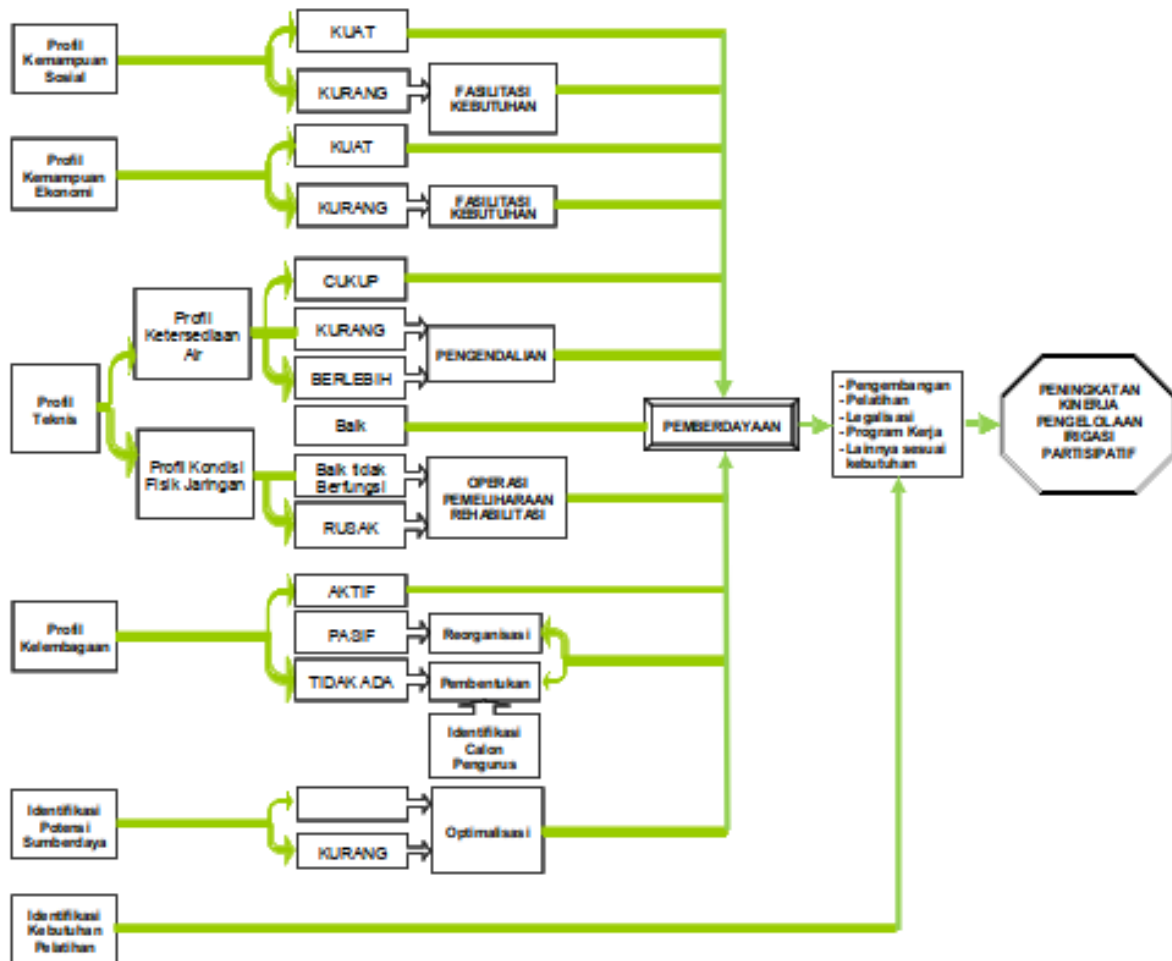 Profil
Kemampuan
Sosial
KUAT
KURANG
FASILITASI
KEBUTUHAN
Profil
Kemampuan
Ekonomi
KUAT
KURANG
FASILITASI
KEBUTUHAN
Profil
Teknis
Profil
Ketersediaan
Air
CUKUP
KURANG
BERLEBIH
PENGENDALIAN
Profil Kondisi
Fisik Jaringan
Baik
Baik tidak
Berfungsi
RUSAK
OPERASI
PEMELIHARAAN
REHABILITASI
Profil
Kelembagaan
AKTIF
PASIF
TIDAK ADA
Reorganisasi
Pembentukan
Identifikasi
Calon
Pengurus
Identifikasi
Potensi
Sumberdaya
KURANG
Optimalisasi
Identifikasi
Kebutuhan
Pelatihan
PEMBERDAYAAN
- Pengembangan
- Pelatihan
- Legalisasi
- Program Kerja
- Lainnya sesuai
kebutuhan
PENINGKATAN
KINERJA
PENGELOLAAN
IRIGASI
PARTISIPATIF